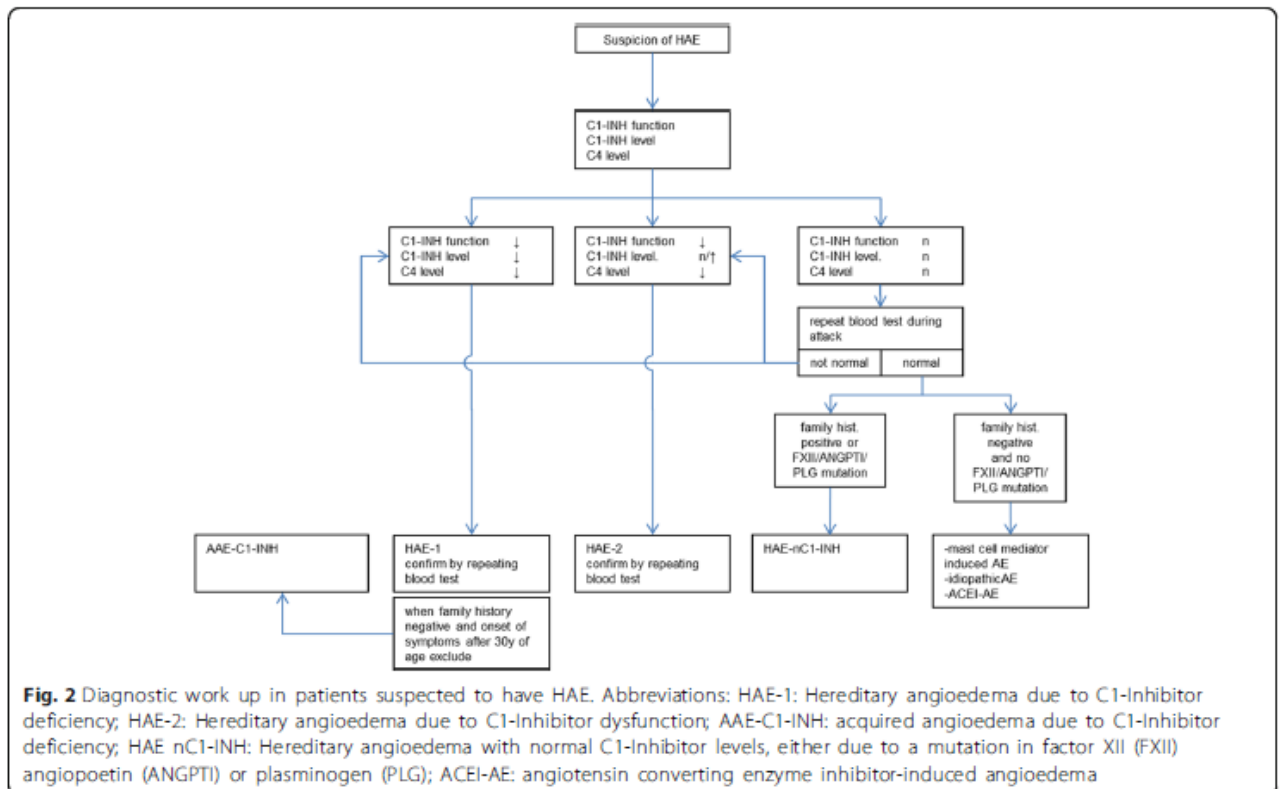 Suspicion of HAE
C1-INH function
C1-INH level
C4 level
C1-INH function ↓
C1-INH level ↓
C4 level ↓
C1-INH function ↓
C1-INH level. n/↑
C4 level ↓
C1-INH function n
C1-INH level. n
C4 level n
repeat blood test during
attack
not normal normal
family hist.
positive or
FXII/ANGPTI/
PLG mutation
family hist.
negative
and no
FXII/ANGPTI/
PLG mutation
AAE-C1-INH
HAE-1
confirm by repeating
blood test
HAE-2
confirm by repeating
blood test
HAE-nC1-INH
-mast cell mediator
induced AE
-idiopathicAE
-ACEI-AE
when family history
negative and onset of
symptoms after 30y of
age exclude
Fig. 2 Diagnostic work up in patients suspected to have HAE. Abbreviations: HAE-1: Hereditary angioedema due to C1-Inhibitor
deficiency; HAE-2: Hereditary angioedema due to C1-Inhibitor dysfunction; AAE-C1-INH: acquired angioedema due to C1-Inhibitor
deficiency; HAE nC1-INH: Hereditary angioedema with normal C1-Inhibitor levels, either due to a mutation in factor XII (FXII)
angiopoetin (ANGPTI) or plasminogen (PLG); ACEI-AE: angiotensin converting enzyme inhibitor-induced angioedema